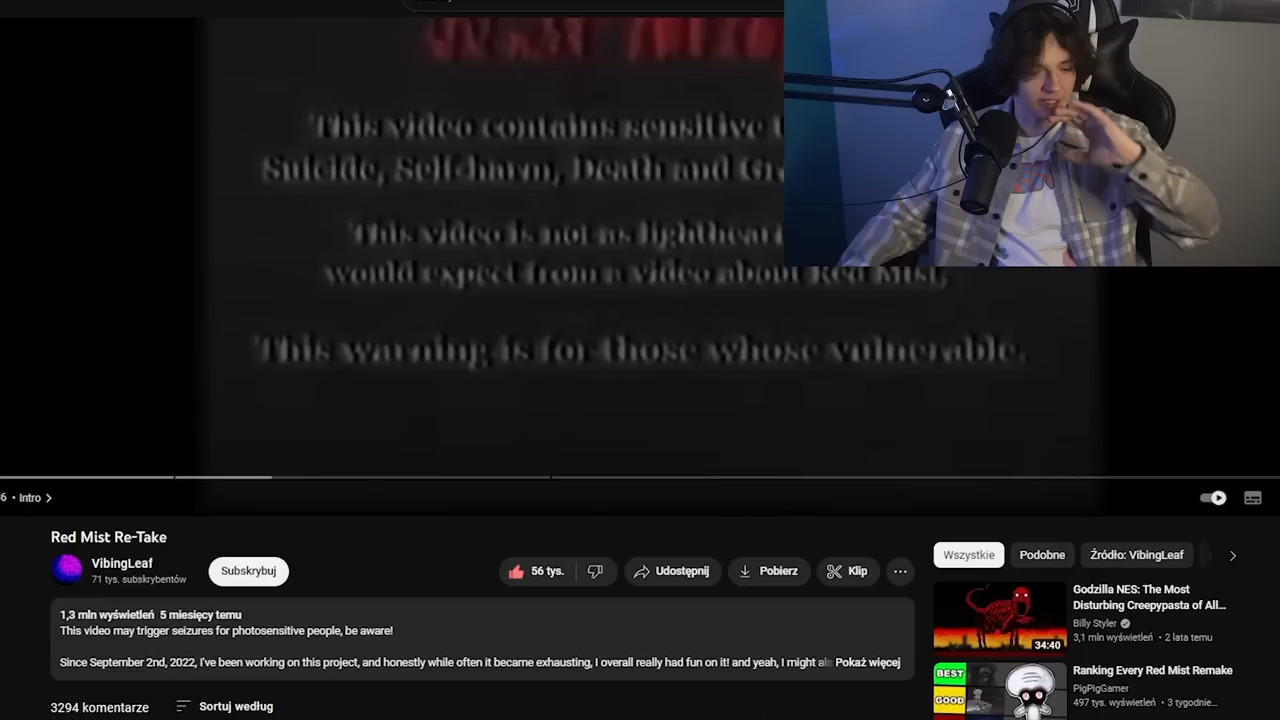 This video contains sensitive
Suicide, Self-harm, Death and
This video is not as
would expect from a video about Red Mist,
This warning is for those whose vulnerable.
• Intro
Red Mist Re-Take
VibingLeaf
71 tys. subskrybentów
Subskrybuj
56 tys.
Udostępnij
Pobierz
Klip
1,3 mln wyświetleń 5 miesięcy temu
This video may trigger seizures for photosensitive people, be aware!
Since September 2nd, 2022, I've been working on this project, and honestly while often it became exhausting, I overall really had fun on it! and yeah, I might Pokaż więcej
3294 komentarze
Sortuj według
Wszystkie
Podobne
Źródło: VibingLeaf
Godzilla NES: The Most
Disturbing Creepypasta of All...
Billy Styler
3,1 mln wyświetleń • 2 lata temu
34:40
BEST
GOOD
Ranking Every Red Mist Remake
PigPigGamer
497 tys. wyświetleń • 3 tygodnie...